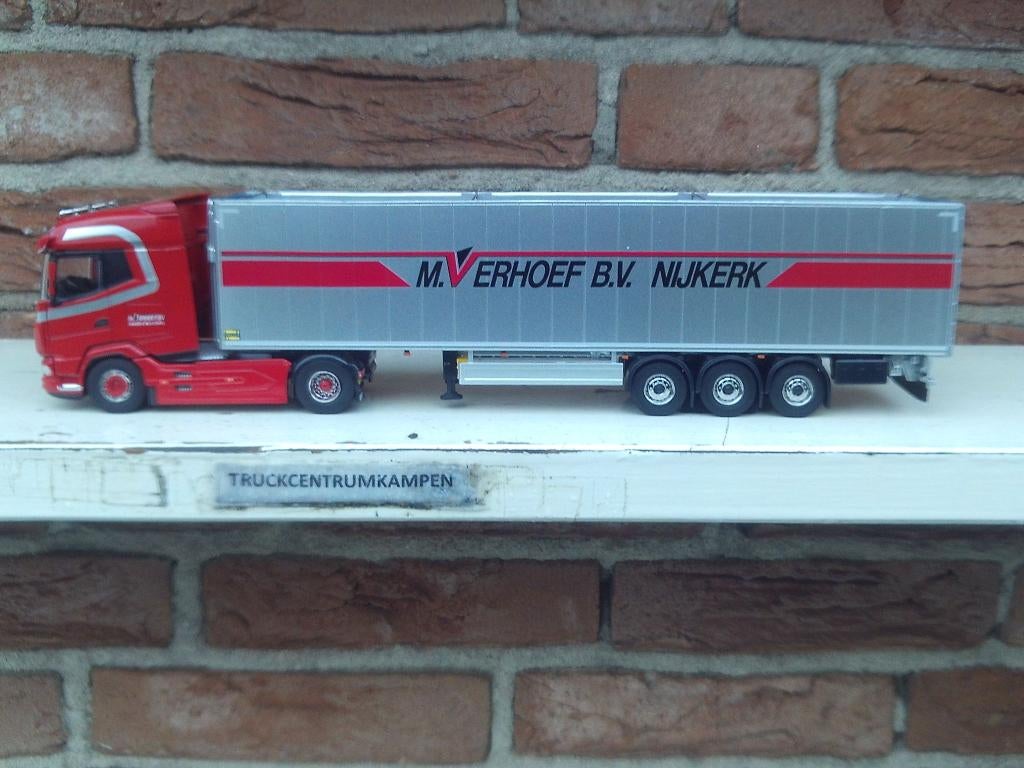 M. VERHOEF B.V. NIJKERK
TRUCKCENTRUMKAMPEN